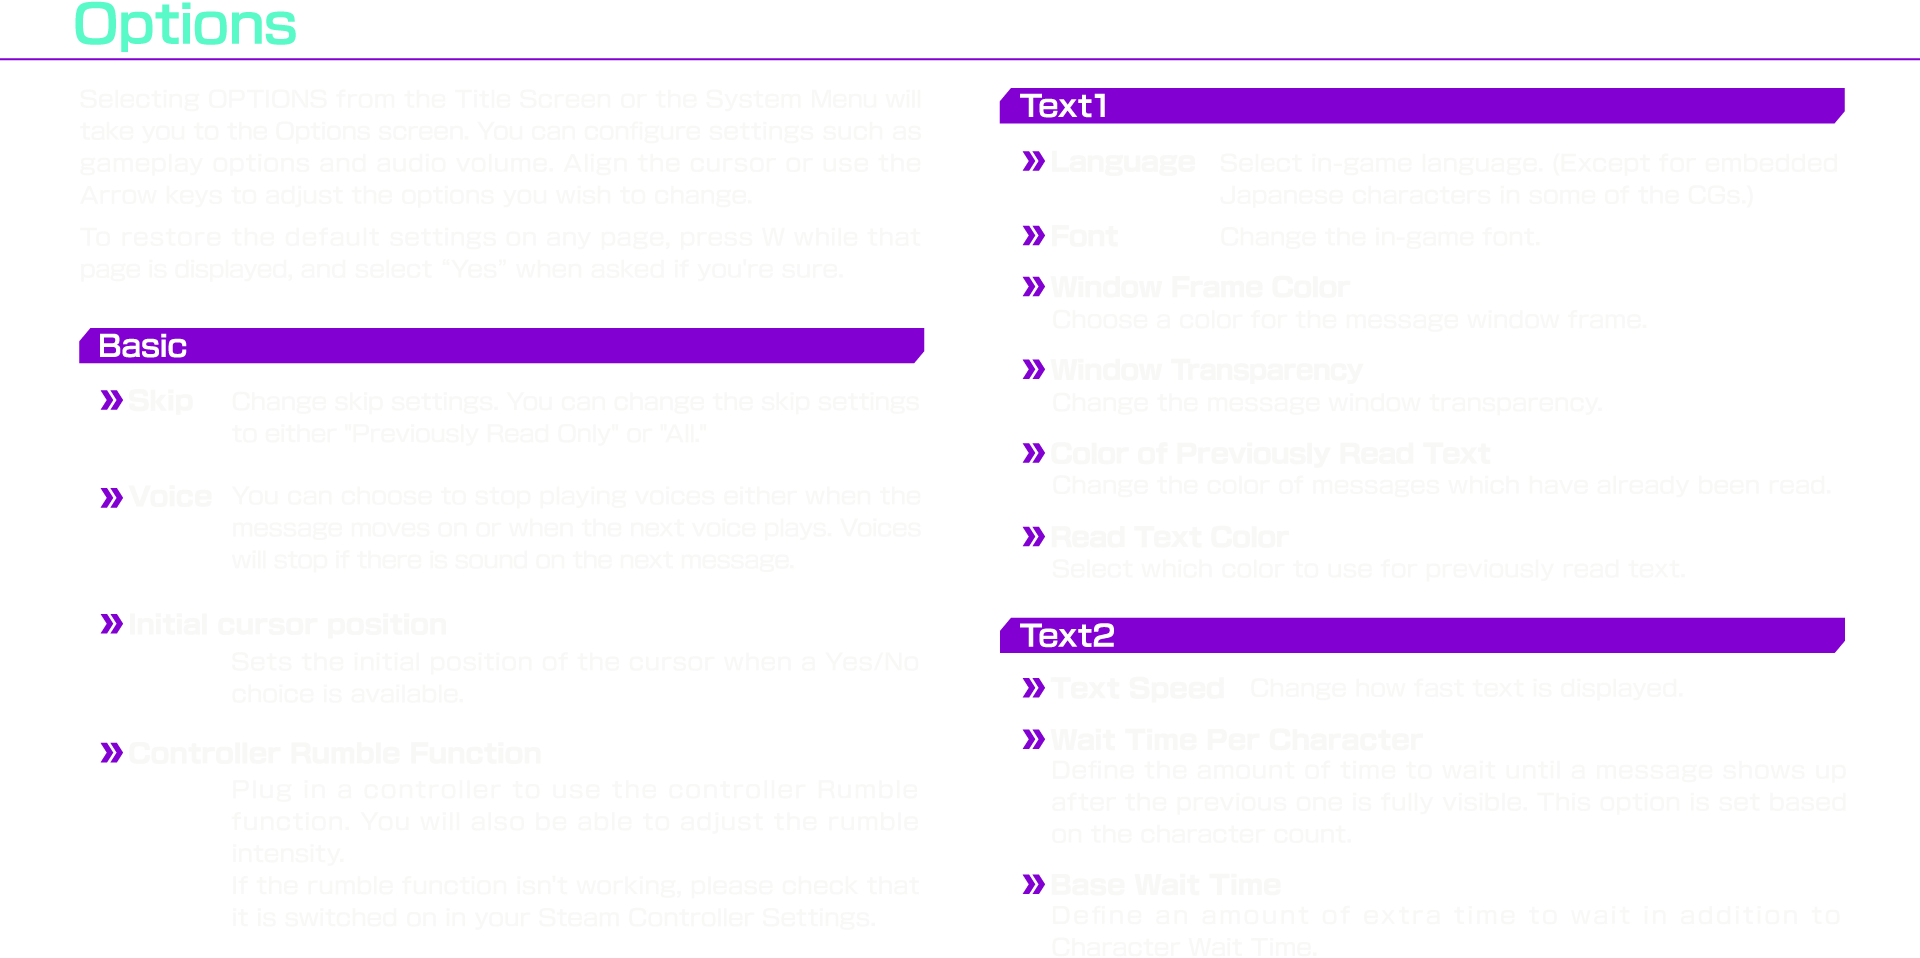 Options
Selecting OPTIONS from the Title Screen or the System Menu will
take you to the Options screen. You can configure settings such as
gameplay options and audio volume. Align the cursor or use the
Arrow keys to adjust the options you wish to change.
To restore the default settings on any page, press W while that
page is displayed, and select "Yes" when asked if you're sure.
Basic
Skip Change skip settings. You can change the skip settings
to either "Previously Read Only" or "All."
Voice You can choose to stop playing voices either when the
message moves on or when the next voice plays. Voices
will stop if there is sound on the next message.
Initial cursor position
Sets the initial position of the cursor when a Yes/No
choice is available.
Controller Rumble Function
Plug in a controller to use the controller Rumble
function. You will also be able to adjust the rumble
intensity.
If the rumble function isn't working, please check that
it is switched on in your Steam Controller Settings.
Text1
Language Select in-game language. (Except for embedded
Japanese characters in some of the CGs.)
Font Change the in-game font.
Window Frame Color
Choose a color for the message window frame.
Window Transparency
Change the message window transparency.
Color of Previously Read Text
Change the color of messages which have already been read.
Read Text Color
Select which color to use for previously read text.
Text2
Text Speed Change how fast text is displayed.
Wait Time Per Character
Define the amount of time to wait until a message shows up
after the previous one is fully visible. This option is set based
on the character count.
Base Wait Time
Define an amount of extra time to wait in addition to
Character Wait Time.